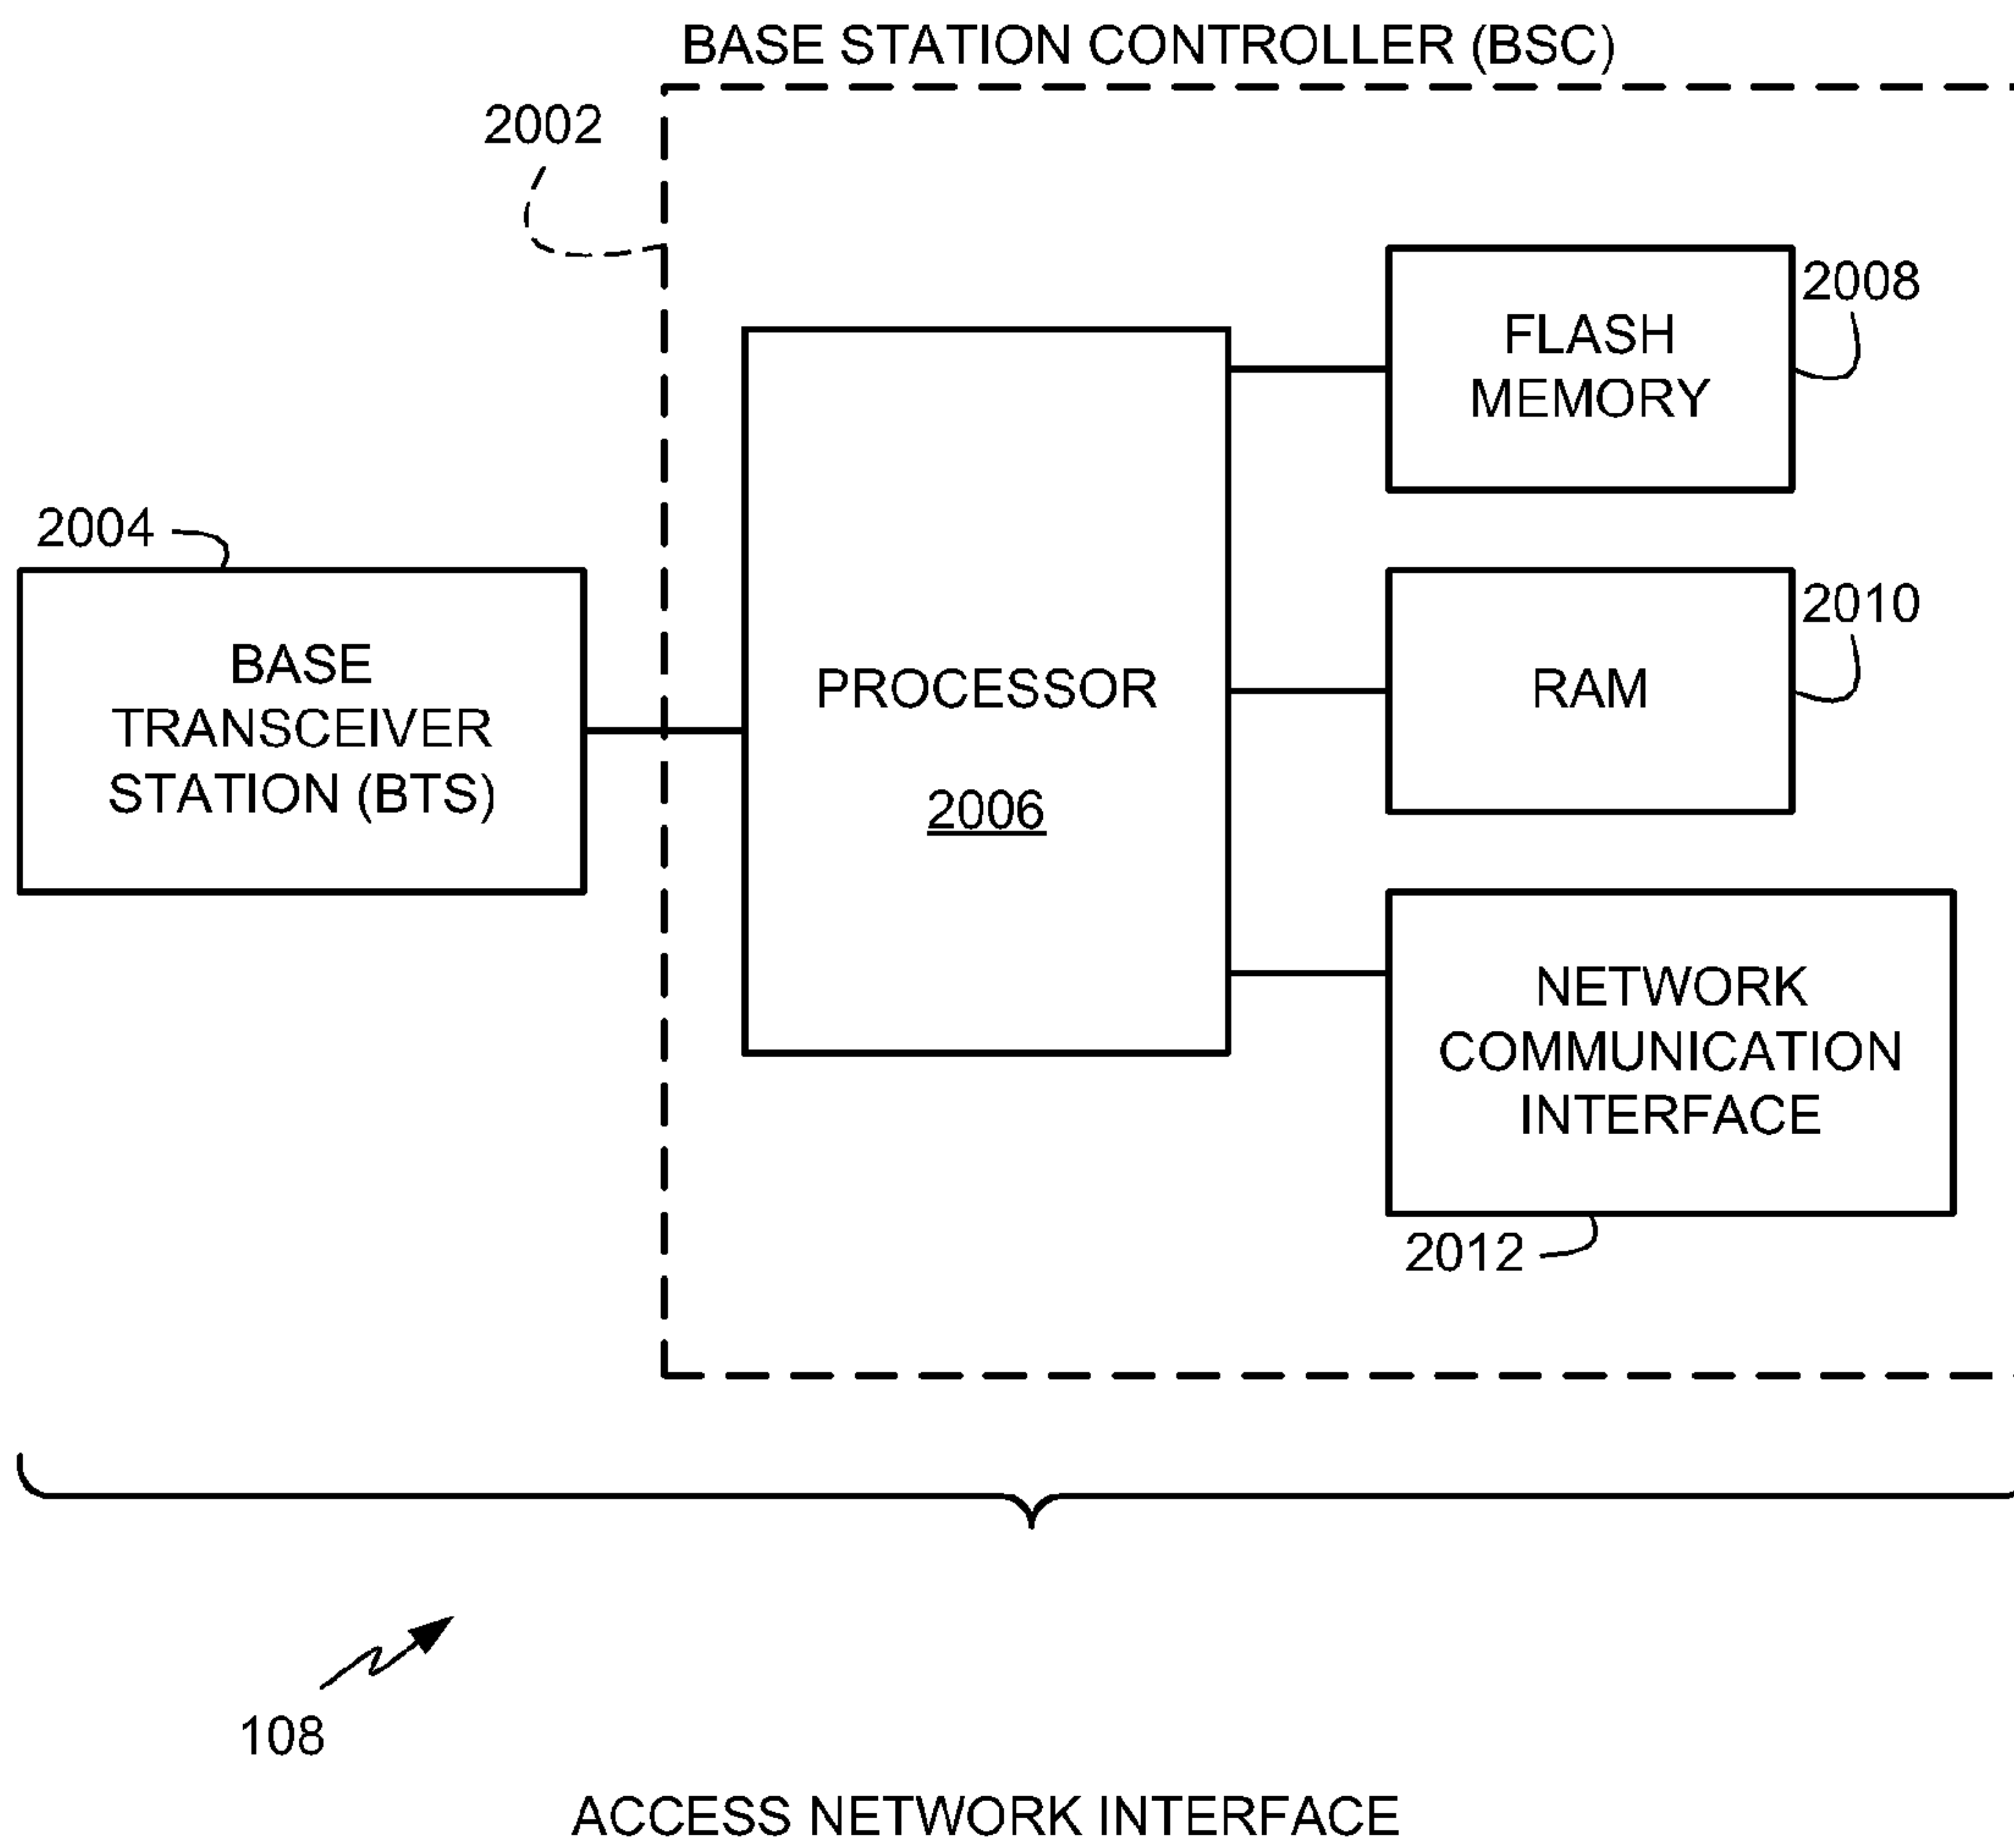 BASE STATION CONTROLLER (BSC)
2002
2008
FLASH
MEMORY
2004
2010
BASE
TRANSCEIVER
STATION (BTS)
PROCESSOR
2006
RAM
NETWORK
COMMUNICATION
INTERFACE
2012
108
ACCESS NETWORK INTERFACE